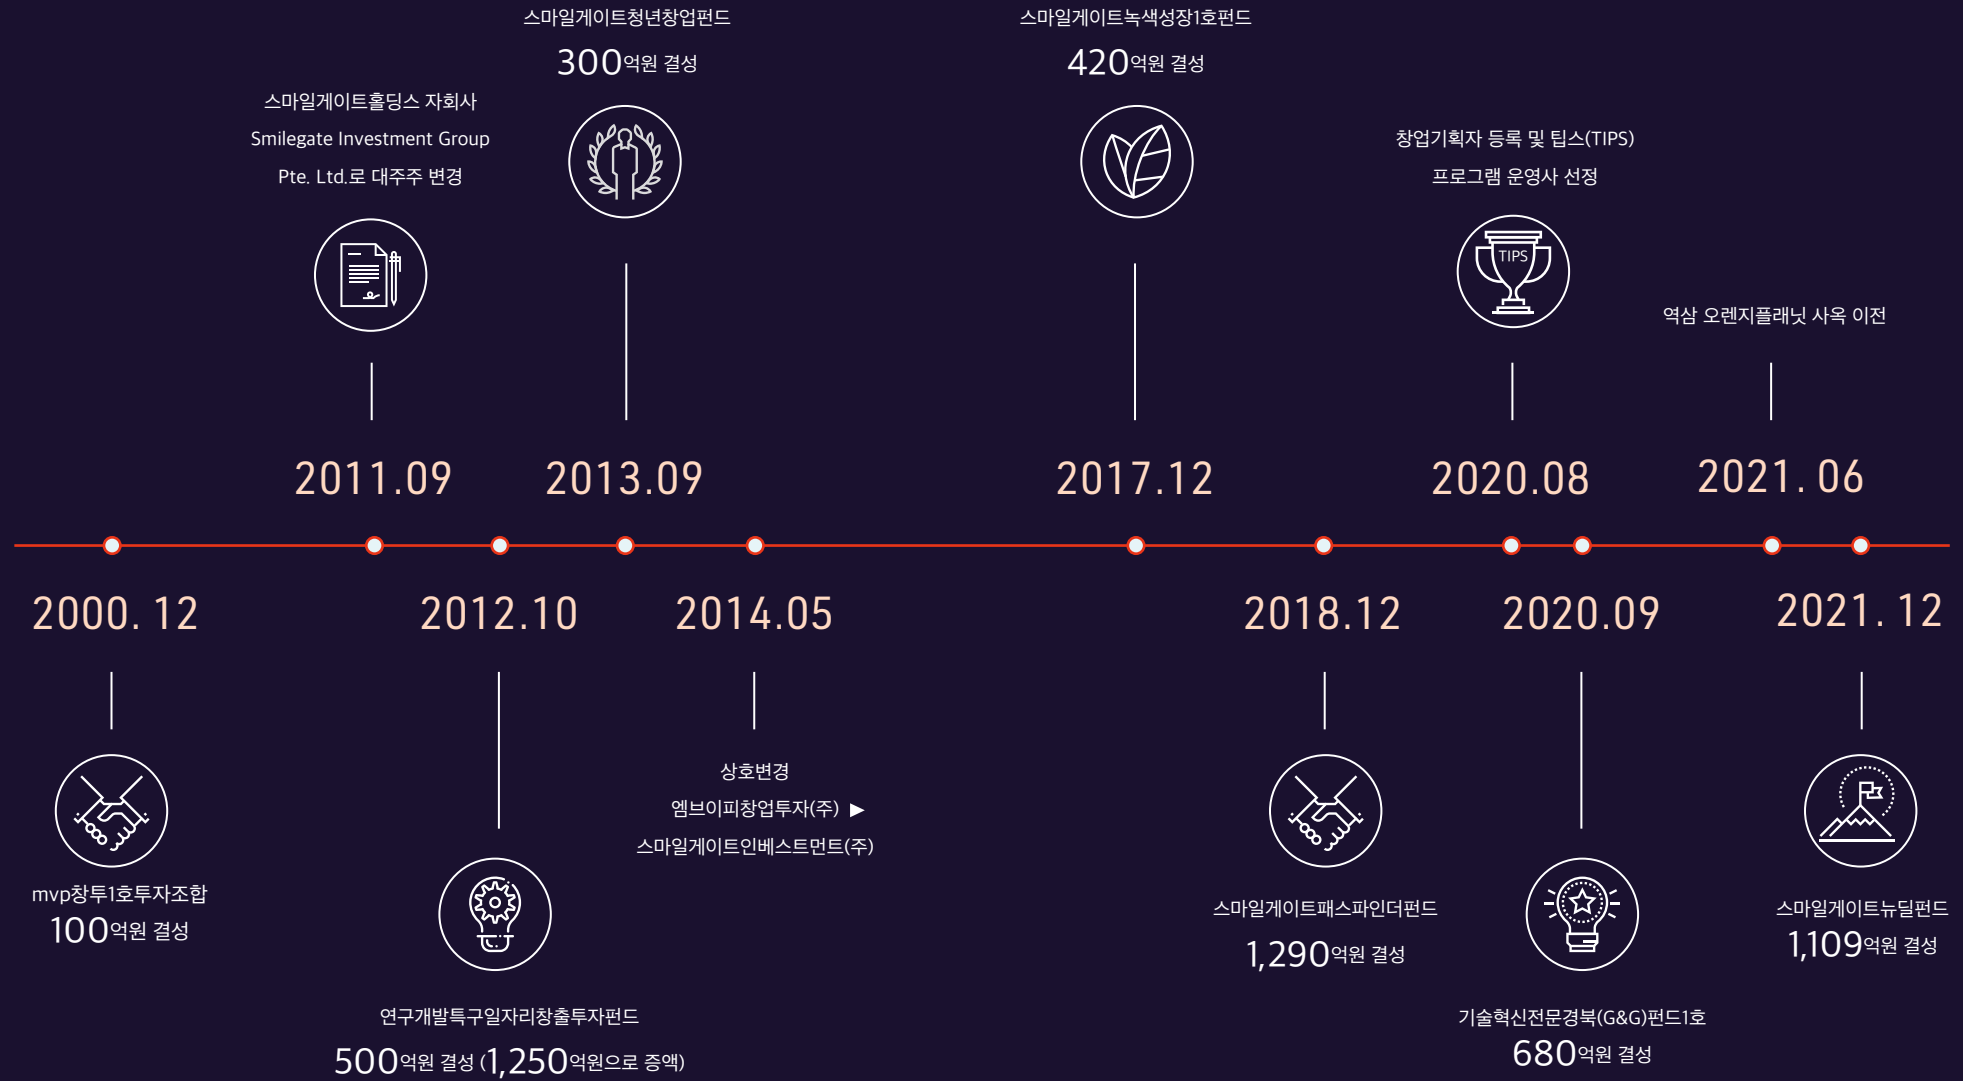 스마일게이트청년창업펀드
300억원 결성
스마일게이트녹색성장1호펀드
420억원 결성
스마일게이트홀딩스 자회사
Smilegate Investment Group
Pte. Ltd.로 대주주 변경
창업기획자 등록 및 팁스(TIPS)
프로그램 운영사 선정
TIPS
역삼 오렌지플래닛 사옥 이전
2011.09
2013.09
2017.12
2020.08
2021. 06
2000. 12
2012.10
2014.05
2018.12
2020.09
2021. 12
mvp창투1호투자조합
100억원 결성
상호변경
엠브이피창업투자(주) ▶
스마일게이트인베스트먼트(주)
스마일게이트패스파인더펀드
1,290억원 결성
스마일게이트뉴딜펀드
1,109억원 결성
연구개발특구일자리창출투자펀드
500억원 결성 (1,250억원으로 증액)
기술혁신전문경북(G&G)펀드1호
680억원 결성